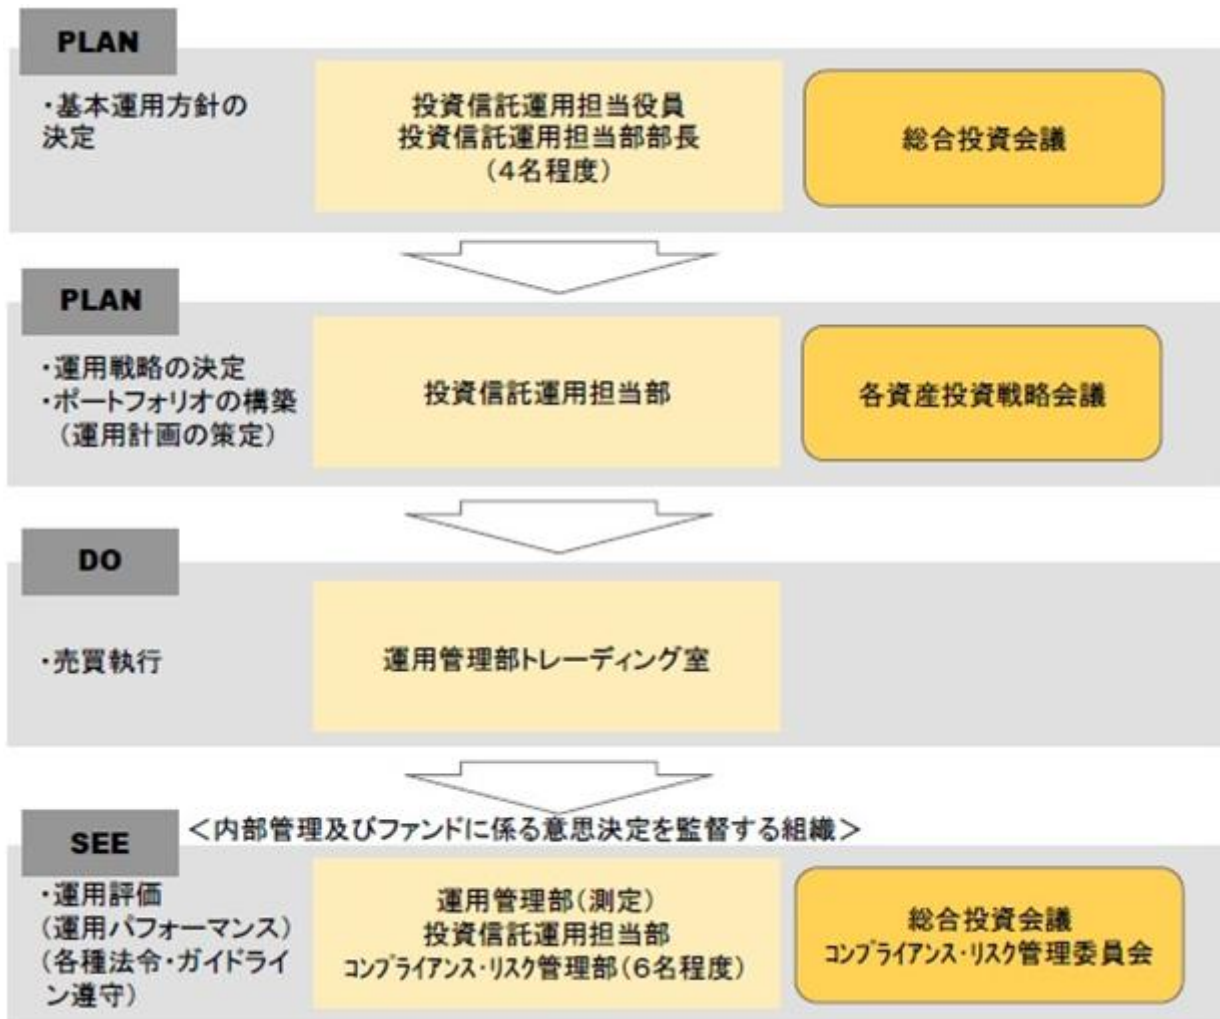 PLAN
・基本運用方針の
決定
投資信託運用担当役員
投資信託運用担当部部長
(4名程度)
総合投資会議
PLAN
・運用戦略の決定
・ポートフォリオの構築
(運用計画の策定)
投資信託運用担当部
各資産投資戦略会議
DO
・売買執行
運用管理部トレーディング室
SEE
＜内部管理及びファンドに係る意思決定を監督する組織＞
・運用評価
(運用パフォーマンス)
(各種法令・ガイドライ
ン遵守)
運用管理部(測定)
投資信託運用担当部
ｺﾝﾌﾟﾗｲｱﾝｽ･ﾘｽｸ管理部(6名程度)
総合投資会議
ｺﾝﾌﾟﾗｲｱﾝｽ･ﾘｽｸ管理委員会